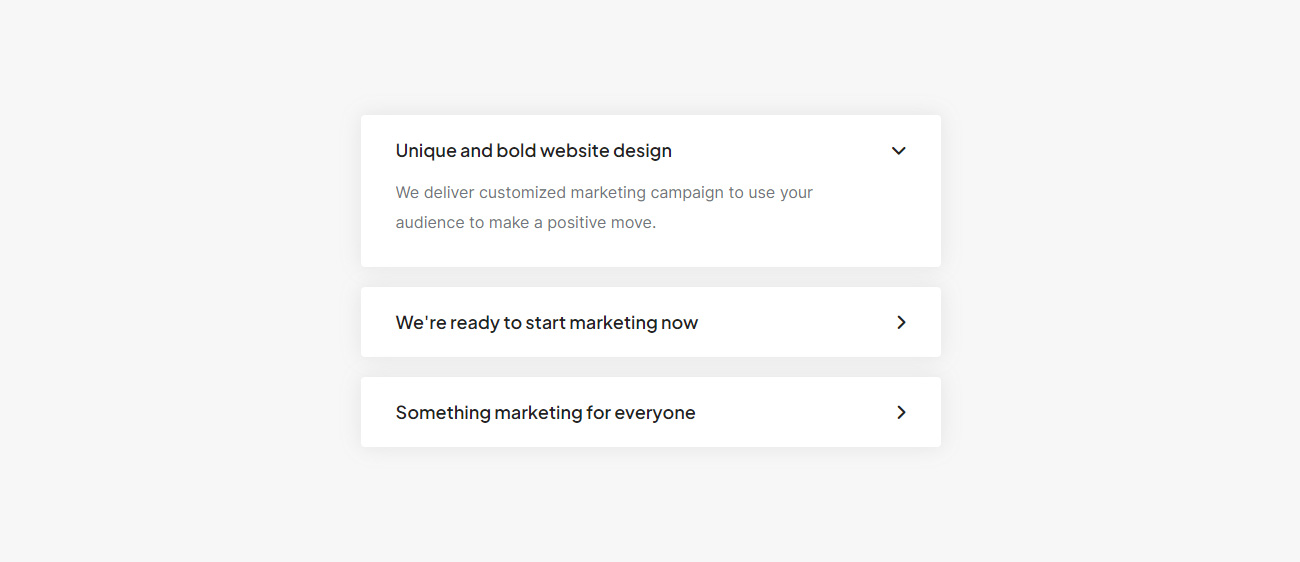 Unique and bold website design
We deliver customized marketing campaign to use your
audience to make a positive move.
We're ready to start marketing now
Something marketing for everyone